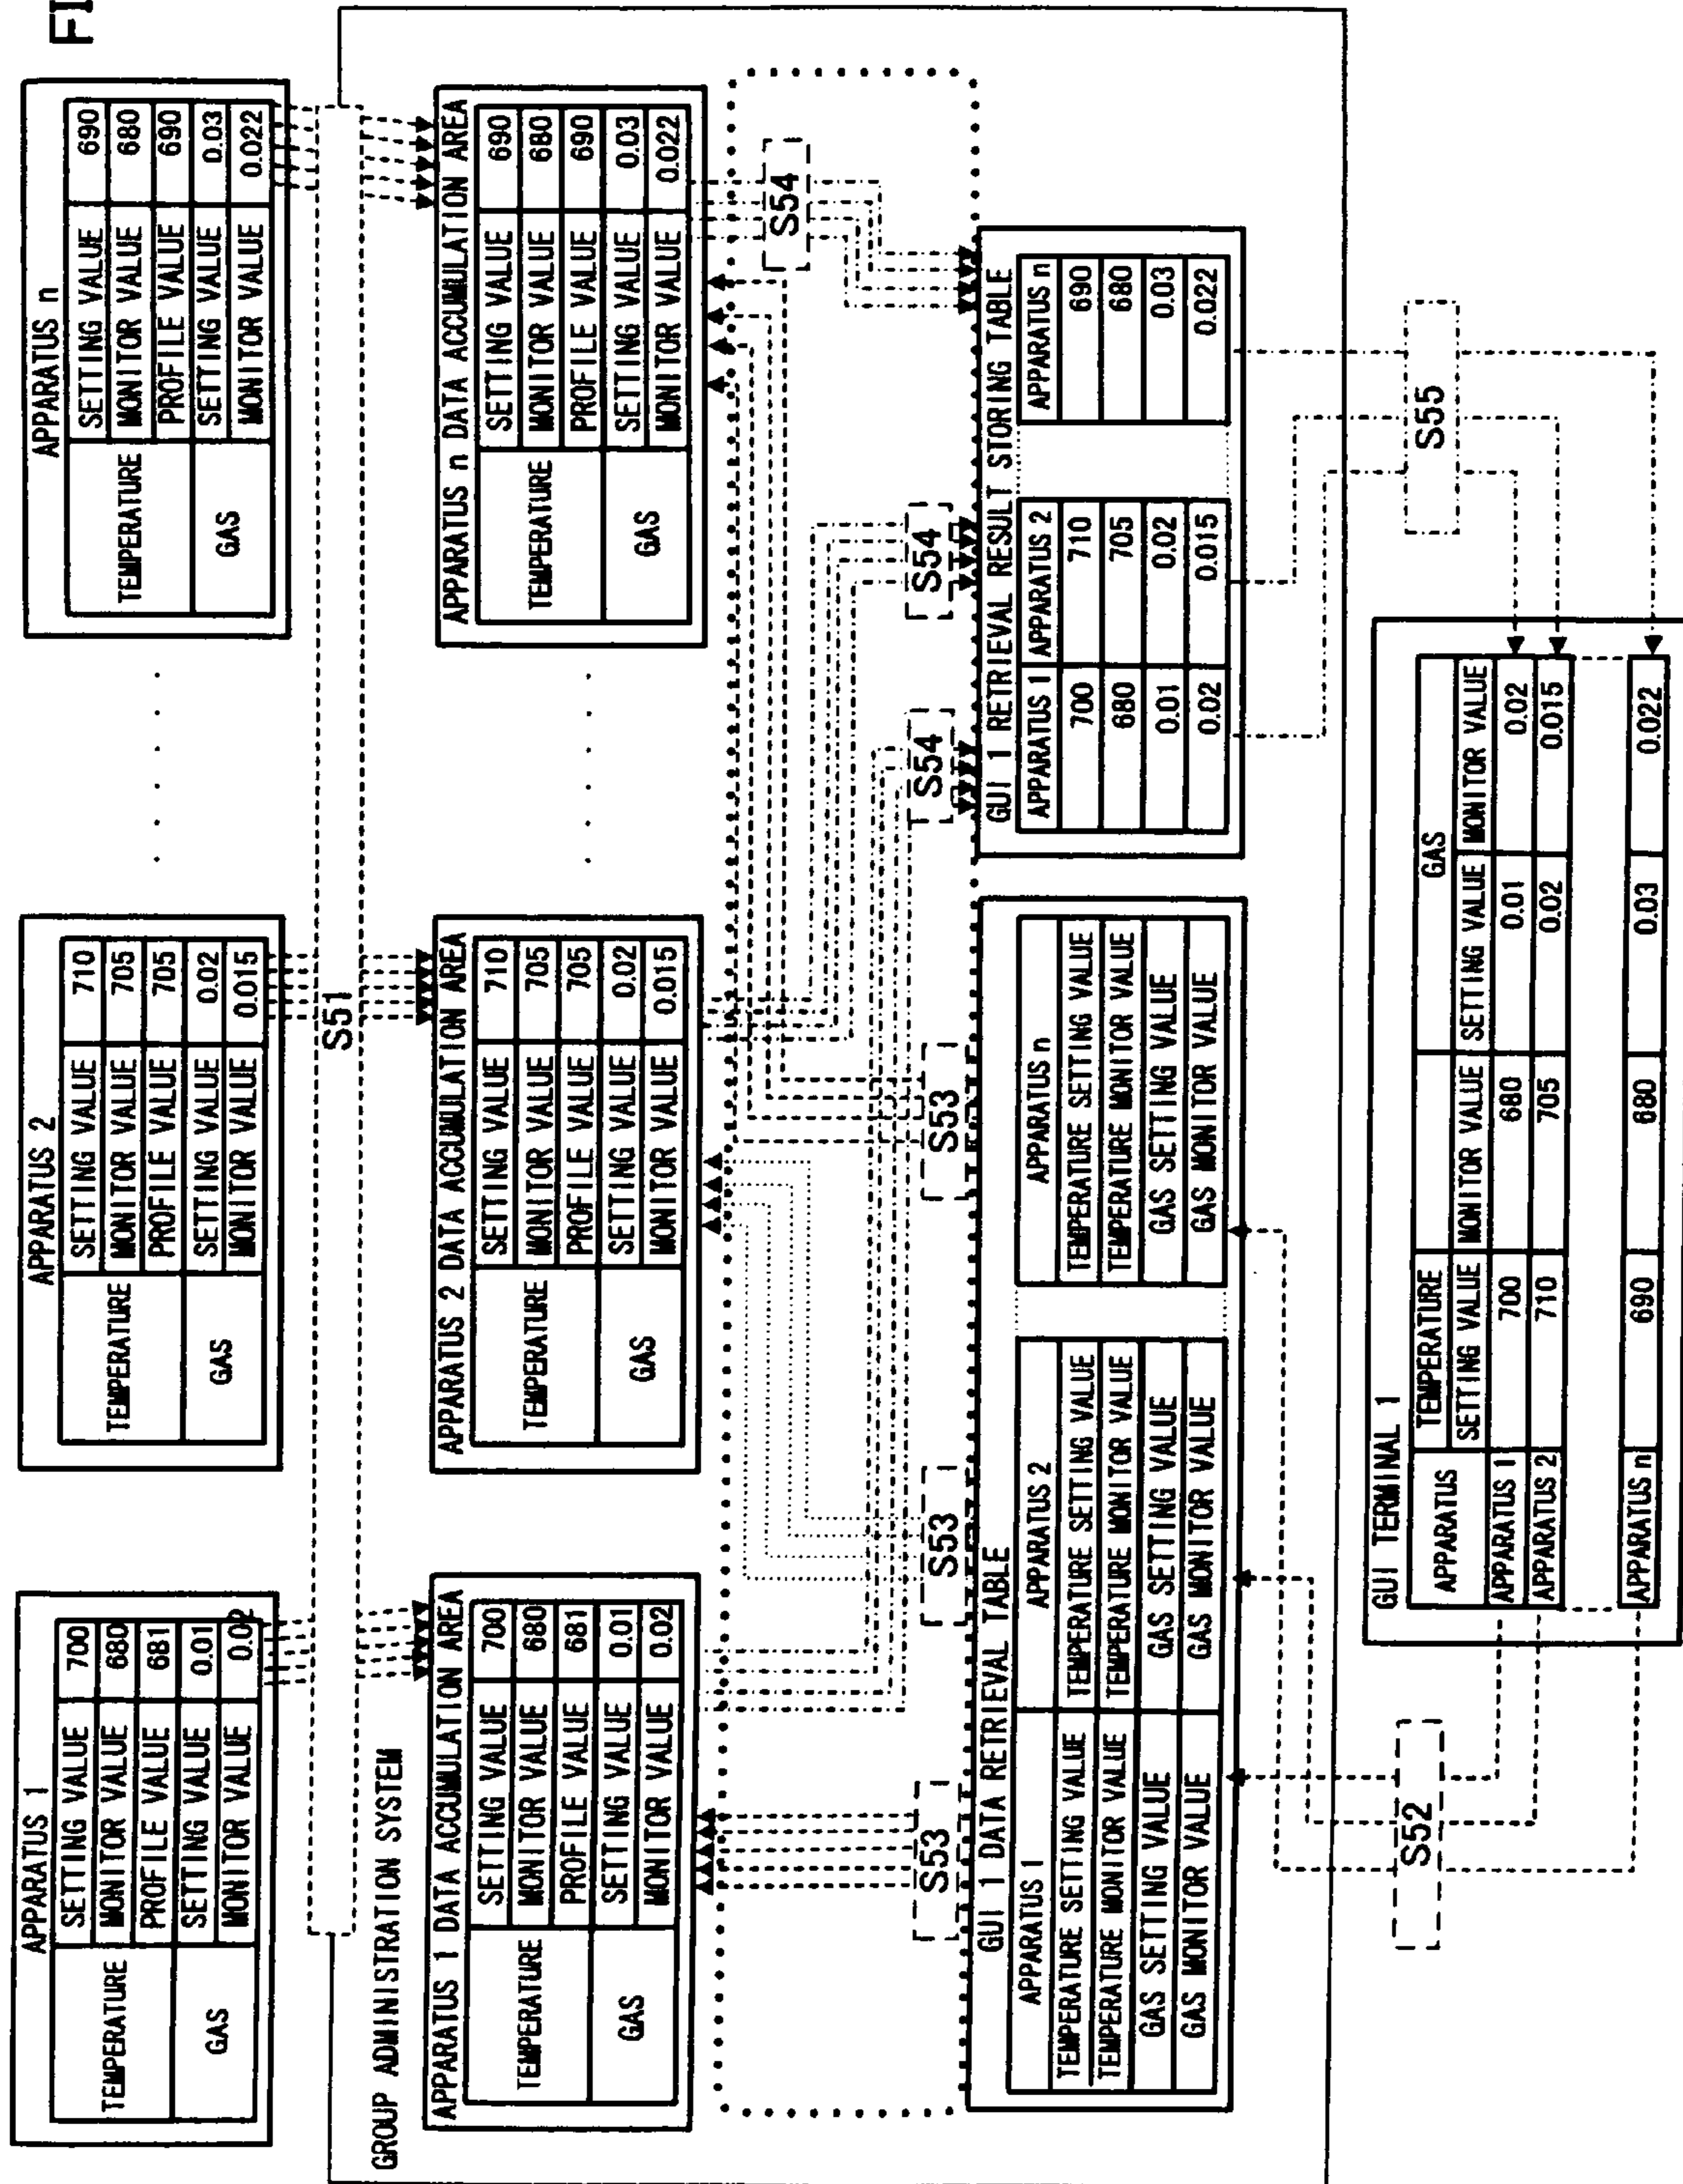 FI
APPARATUS 1
TEMPERATURE
SETTING VALUE 700
MONITOR VALUE 680
PROFILE VALUE 681
GAS
SETTING VALUE 0.01
MONITOR VALUE 0.02
APPARATUS 2
TEMPERATURE
SETTING VALUE 710
MONITOR VALUE 705
PROFILE VALUE 705
GAS
SETTING VALUE 0.02
MONITOR VALUE 0.015
. . . . .
APPARATUS n
TEMPERATURE
SETTING VALUE 690
MONITOR VALUE 680
PROFILE VALUE 690
GAS
SETTING VALUE 0.03
MONITOR VALUE 0.022
S51
GROUP ADMINISTRATION SYSTEM
APPARATUS 1 DATA ACCUMULATION AREA
TEMPERATURE
SETTING VALUE 700
MONITOR VALUE 680
PROFILE VALUE 681
GAS
SETTING VALUE 0.01
MONITOR VALUE 0.02
APPARATUS 2 DATA ACCUMULATION AREA
TEMPERATURE
SETTING VALUE 710
MONITOR VALUE 705
PROFILE VALUE 705
GAS
SETTING VALUE 0.02
MONITOR VALUE 0.015
. . . . .
APPARATUS n DATA ACCUMULATION AREA
TEMPERATURE
SETTING VALUE 690
MONITOR VALUE 680
PROFILE VALUE 690
GAS
SETTING VALUE 0.03
MONITOR VALUE 0.022
S53
S53
S53
S54
S54
S54
GUI 1 DATA RETRIEVAL TABLE
APPARATUS 1 APPARATUS 2 APPARATUS n
TEMPERATURE SETTING VALUE TEMPERATURE SETTING VALUE TEMPERATURE SETTING VALUE
TEMPERATURE MONITOR VALUE TEMPERATURE MONITOR VALUE TEMPERATURE MONITOR VALUE
GAS SETTING VALUE GAS SETTING VALUE GAS SETTING VALUE
GAS MONITOR VALUE GAS MONITOR VALUE GAS MONITOR VALUE
GUI 1 RETRIEVAL RESULT STORING TABLE
APPARATUS 1 APPARATUS 2 APPARATUS n
700 710 690
680 705 680
0.01 0.02 0.03
0.02 0.015 0.022
S52
S55
GUI TERMINAL 1
APPARATUS TEMPERATURE GAS
SETTING VALUE MONITOR VALUE SETTING VALUE MONITOR VALUE
APPARATUS 1 700 680 0.01 0.02
APPARATUS 2 710 705 0.02 0.015
APPARATUS n 690 680 0.03 0.022